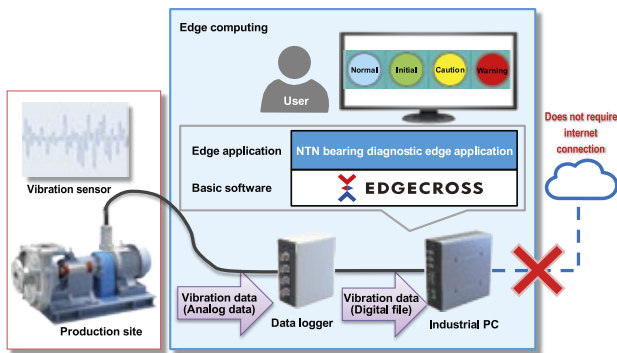 Edge computing
Normal
Initial
Caution
Warning
User
Does not require
internet
connection
Vibration sensor
Edge application
NTN bearing diagnostic edge application
Basic software
EDGECROSS
Vibration data
(Analog data)
Vibration data
(Digital file)
Production site
Data logger
Industrial PC